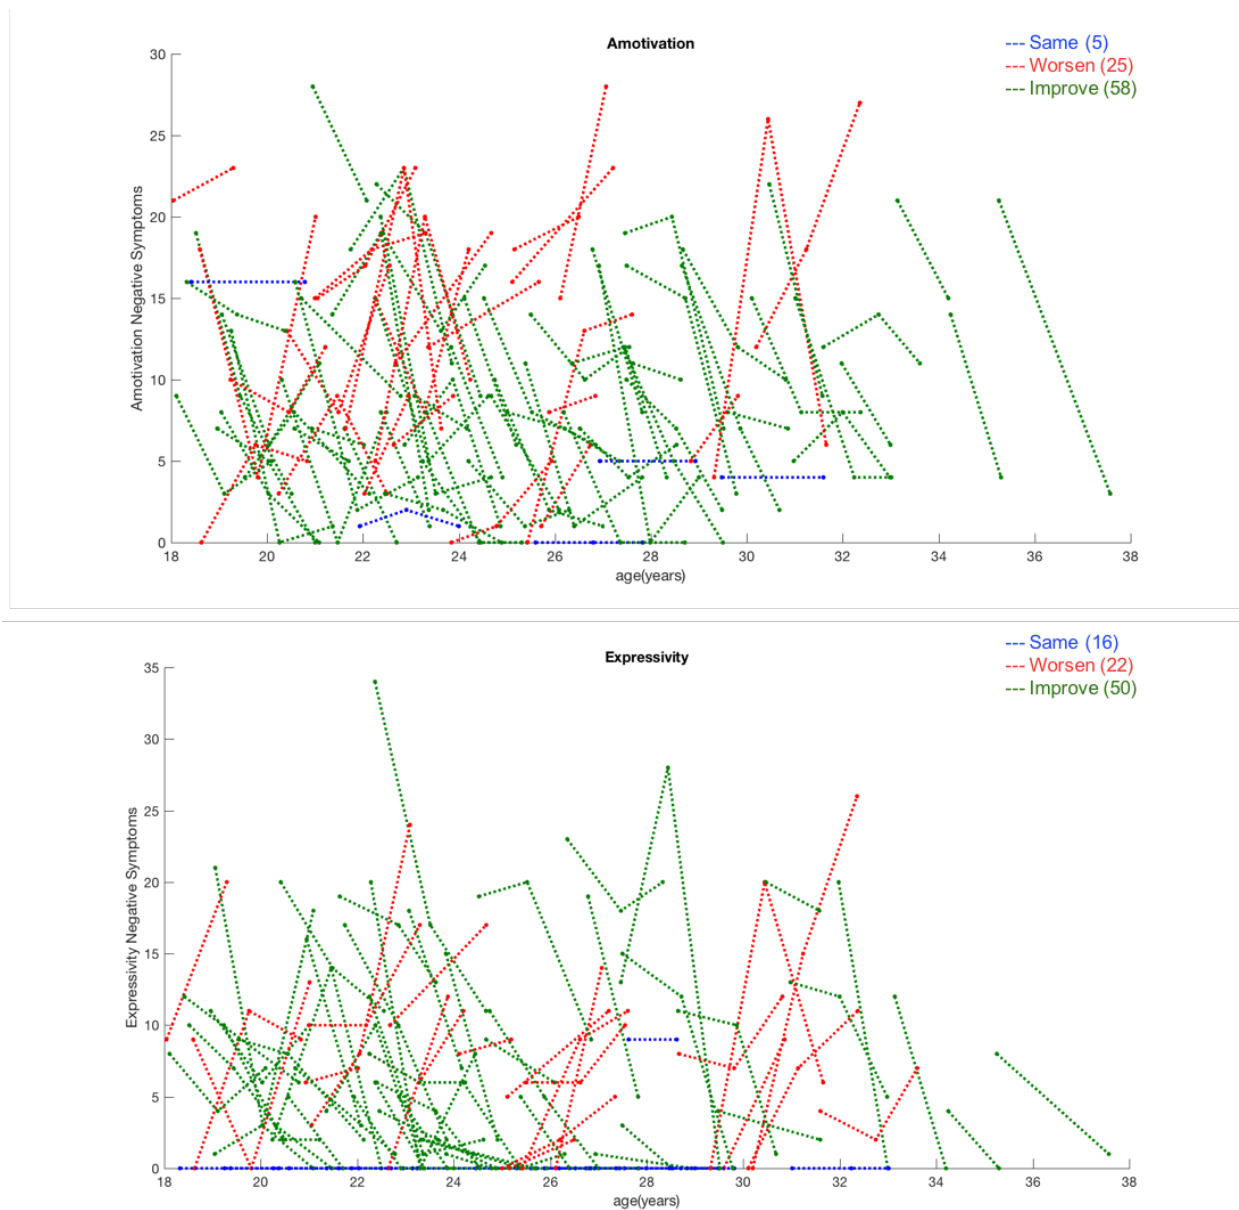 Amotivation
--- Same (5)
--- Worsen (25)
--- Improve (58)
30
25
20
15
10
5
0
Amotivation Negative Symptoms
18 20 22 24 26 28 30 32 34 36 38
age(years)
Expressivity
--- Same (16)
--- Worsen (22)
--- Improve (50)
35
30
25
20
15
10
5
0
Expressivity Negative Symptoms
18 20 22 24 26 28 30 32 34 36 38
age(years)